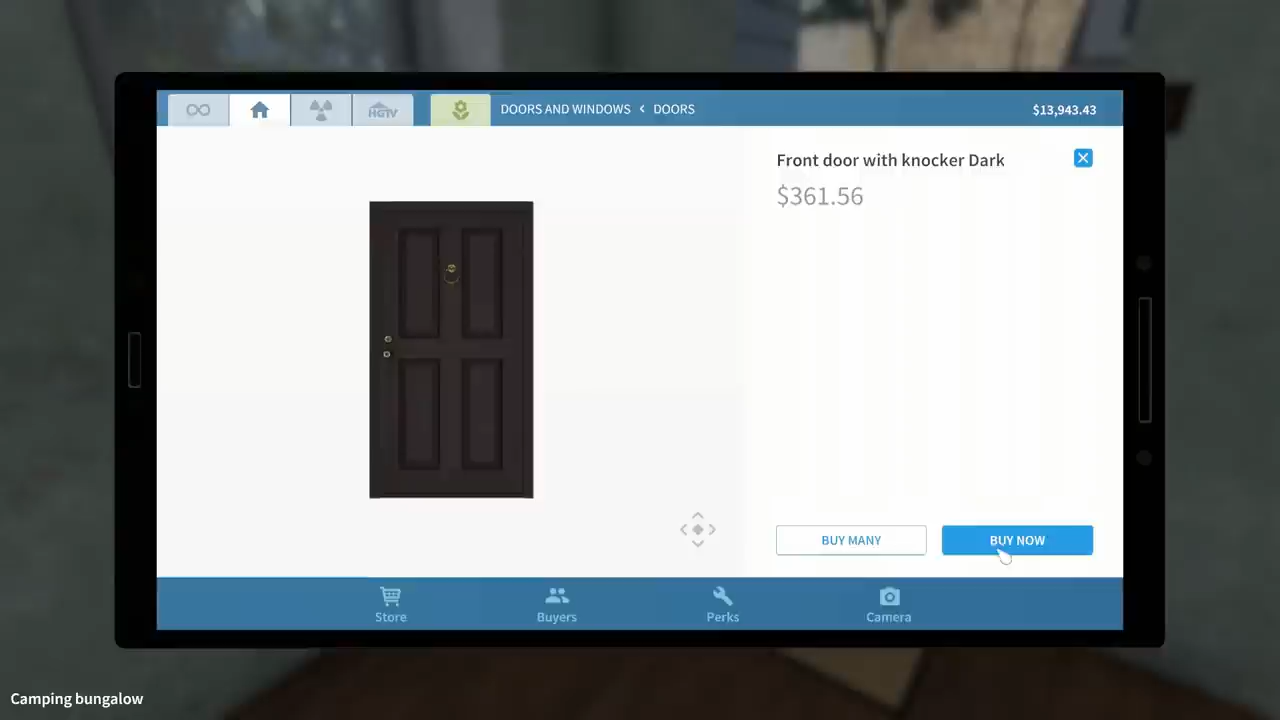 HGTV
DOORS AND WINDOWS < DOORS
$13,943.43
Front door with knocker Dark
$361.56
BUY MANY
BUY NOW
Store
Buyers
Perks
Camera
Camping bungalow